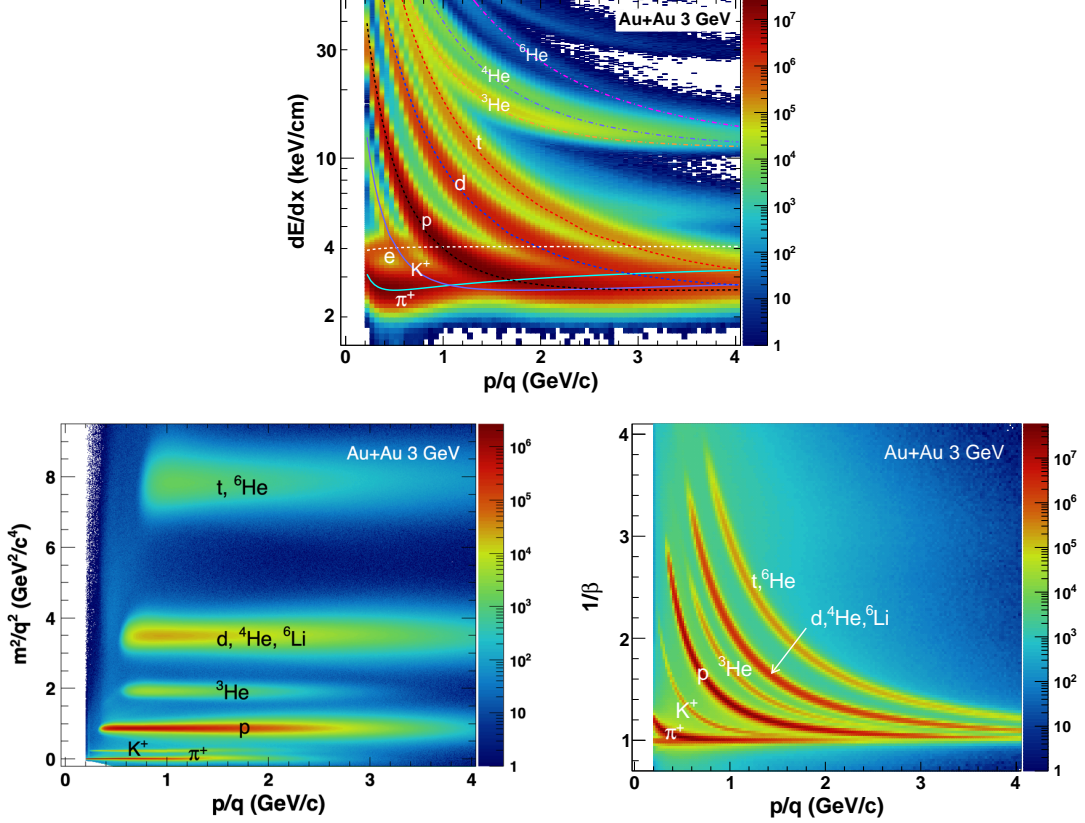 Au+Au 3 GeV
30
10
4
2
dE/dx (keV/cm)
⁶He
⁴He
³He
t
d
p
e
K⁺
π⁺
0 1 2 3 4
p/q (GeV/c)
10⁷
10⁶
10⁵
10⁴
10³
10²
10
1
Au+Au 3 GeV
8
6
4
2
0
m²/q² (GeV²/c⁴)
t, ⁶He
d, ⁴He, ⁶Li
³He
p
K⁺
π⁺
0 1 2 3 4
p/q (GeV/c)
10⁶
10⁵
10⁴
10³
10²
10
1
Au+Au 3 GeV
4
3
2
1
1/β
t,⁶He
d,⁴He,⁶Li
³He
p
K⁺
π⁺
0 1 2 3 4
p/q (GeV/c)
10⁷
10⁶
10⁵
10⁴
10³
10²
10
1